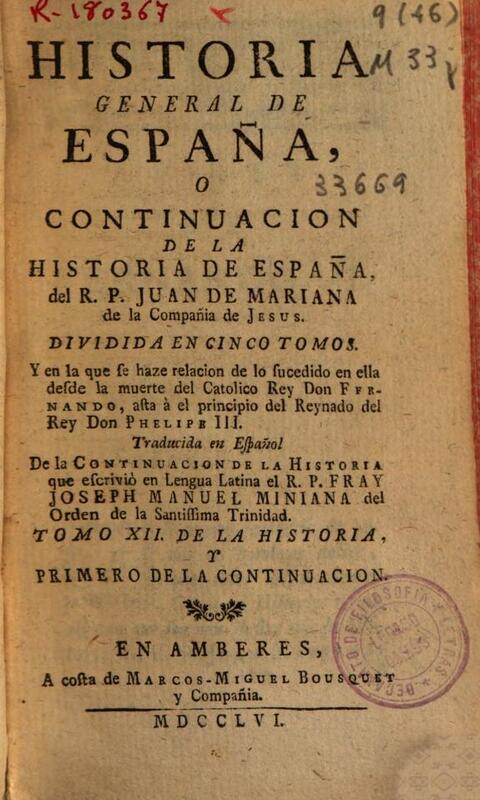 R-180367
9 (46)
M 33
HISTORIA
GENERAL DE
ESPAÑA,
O
33669
CONTINUACION
DE LA
HISTORIA DE ESPAÑA,
del R. P. JUAN DE MARIANA
de la Compañia de JESUS.
DIVIDIDA EN CINCO TOMOS.
Y en la que ſe haze relacion de lo ſucedido en ella
deſde la muerte del Catolico Rey Don FER-
NANDO, aſta à el principio del Reynado del
Rey Don PHELIPE III.
Traducida en Eſpañol
De la CONTINUACION DE LA HISTORIA
que eſcriviò en Lengua Latina el R. P. FRAY
JOSEPH MANUEL MINIANA del
Orden de la Santiſſima Trinidad.
TOMO XII. DE LA HISTORIA,
Y
PRIMERO DE LA CONTINUACION.
EN AMBERES,
A coſta de MARCOS-MIGUEL BOUSQUET
y Compañia.
MDCCLVI.
DECANATO DE FILOSOFIA Y LETRAS